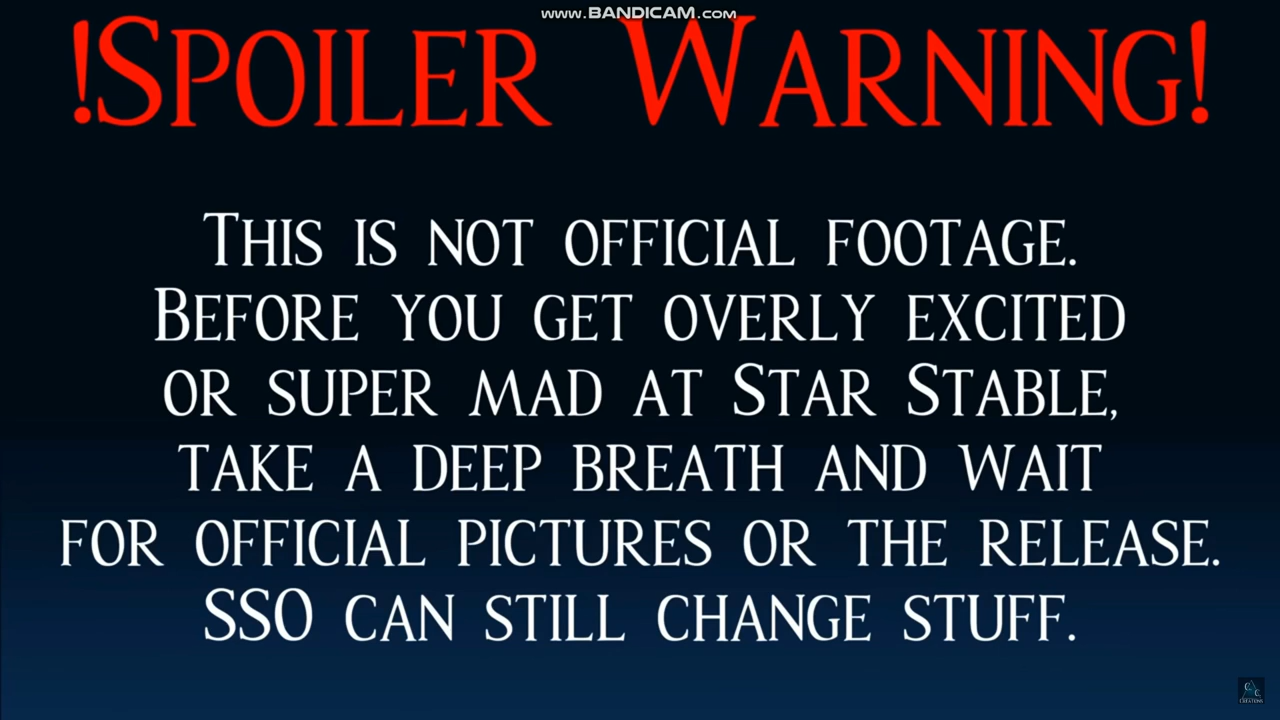 www.BANDICAM.com
!SPOILER WARNING!
THIS IS NOT OFFICIAL FOOTAGE.
BEFORE YOU GET OVERLY EXCITED
OR SUPER MAD AT STAR STABLE,
TAKE A DEEP BREATH AND WAIT
FOR OFFICIAL PICTURES OR THE RELEASE.
SSO CAN STILL CHANGE STUFF.
CREATIONS